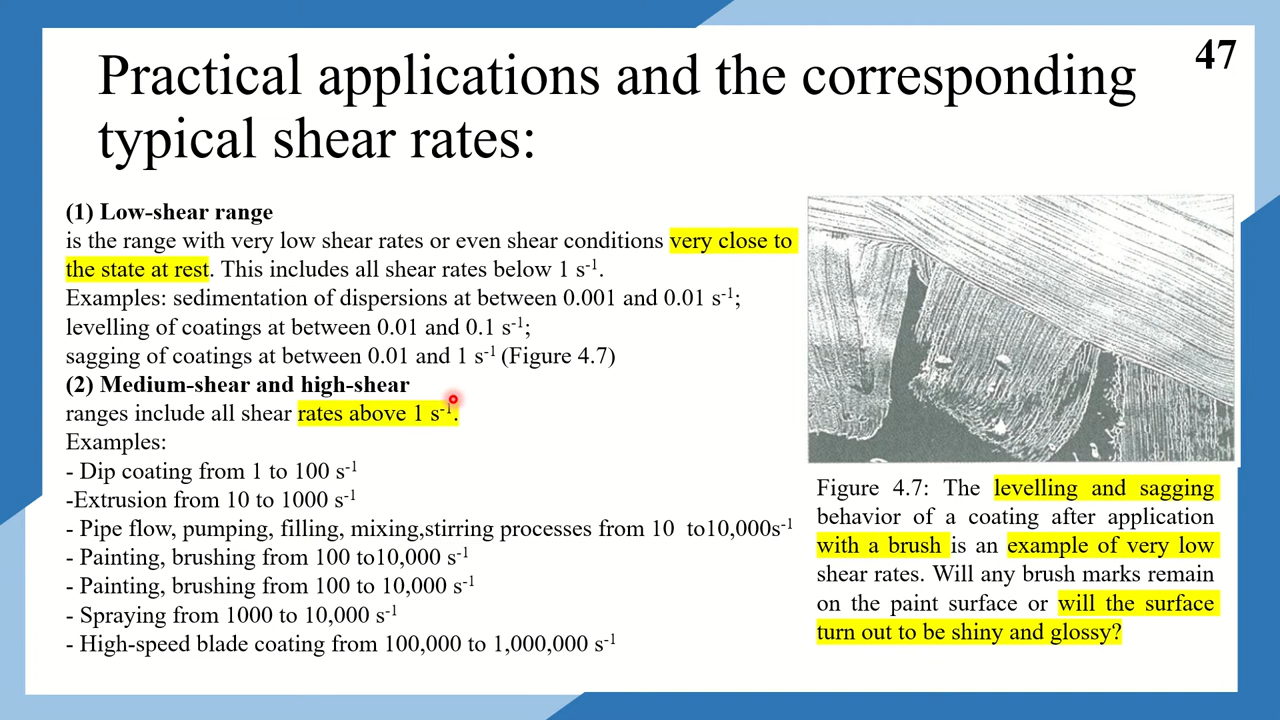 47
Practical applications and the corresponding
typical shear rates:
(1) Low-shear range
is the range with very low shear rates or even shear conditions very close to
the state at rest. This includes all shear rates below 1 s⁻¹.
Examples: sedimentation of dispersions at between 0.001 and 0.01 s⁻¹;
levelling of coatings at between 0.01 and 0.1 s⁻¹;
sagging of coatings at between 0.01 and 1 s⁻¹ (Figure 4.7)
(2) Medium-shear and high-shear
ranges include all shear rates above 1 s⁻¹.
Examples:
- Dip coating from 1 to 100 s⁻¹
-Extrusion from 10 to 1000 s⁻¹
- Pipe flow, pumping, filling, mixing,stirring processes from 10 to10,000s⁻¹
- Painting, brushing from 100 to10,000 s⁻¹
- Painting, brushing from 100 to 10,000 s⁻¹
- Spraying from 1000 to 10,000 s⁻¹
- High-speed blade coating from 100,000 to 1,000,000 s⁻¹
Figure 4.7: The levelling and sagging
behavior of a coating after application
with a brush is an example of very low
shear rates. Will any brush marks remain
on the paint surface or will the surface
turn out to be shiny and glossy?